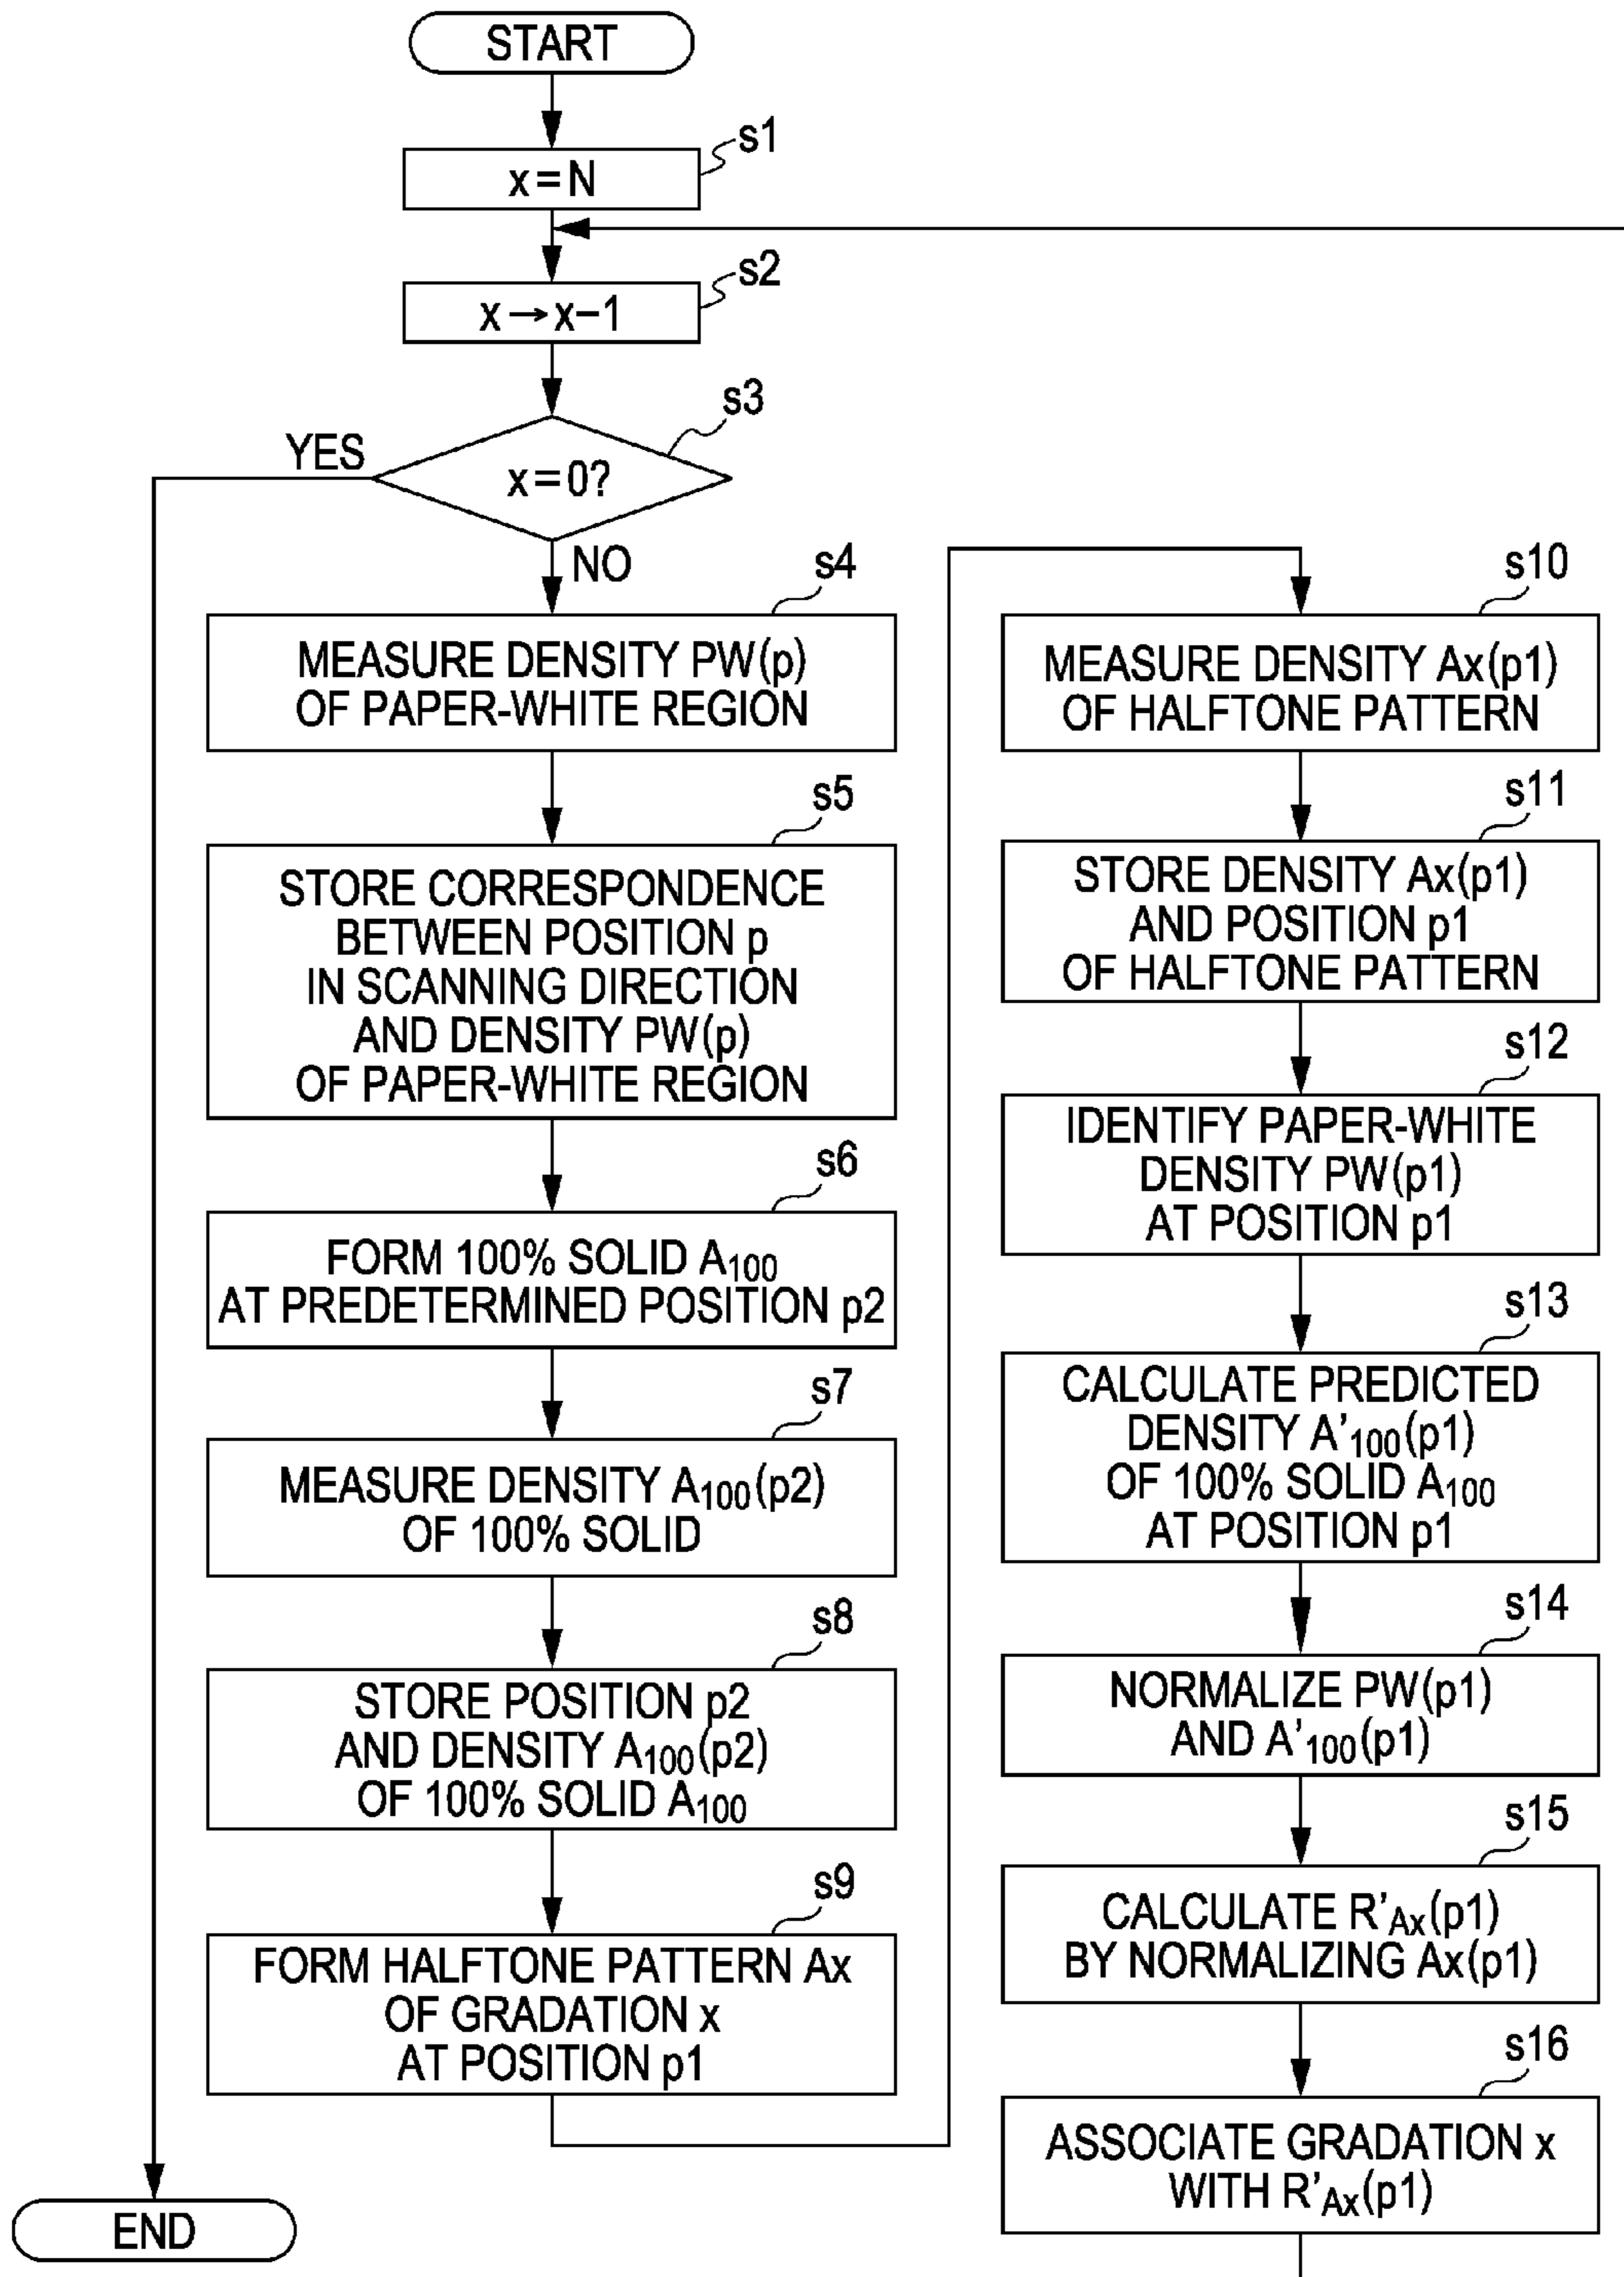 START
s1
x=N
s2
x→x−1
s3
YES
x=0?
NO
s4
MEASURE DENSITY PW(p)
OF PAPER-WHITE REGION
s5
STORE CORRESPONDENCE
BETWEEN POSITION p
IN SCANNING DIRECTION
AND DENSITY PW(p)
OF PAPER-WHITE REGION
s6
FORM 100% SOLID A₁₀₀
AT PREDETERMINED POSITION p2
s7
MEASURE DENSITY A₁₀₀(p2)
OF 100% SOLID
s8
STORE POSITION p2
AND DENSITY A₁₀₀(p2)
OF 100% SOLID A₁₀₀
s9
FORM HALFTONE PATTERN Ax
OF GRADATION x
AT POSITION p1
END
s10
MEASURE DENSITY Ax(p1)
OF HALFTONE PATTERN
s11
STORE DENSITY Ax(p1)
AND POSITION p1
OF HALFTONE PATTERN
s12
IDENTIFY PAPER-WHITE
DENSITY PW(p1)
AT POSITION p1
s13
CALCULATE PREDICTED
DENSITY A'₁₀₀(p1)
OF 100% SOLID A₁₀₀
AT POSITION p1
s14
NORMALIZE PW(p1)
AND A'₁₀₀(p1)
s15
CALCULATE R'Ax(p1)
BY NORMALIZING Ax(p1)
s16
ASSOCIATE GRADATION x
WITH R'Ax(p1)